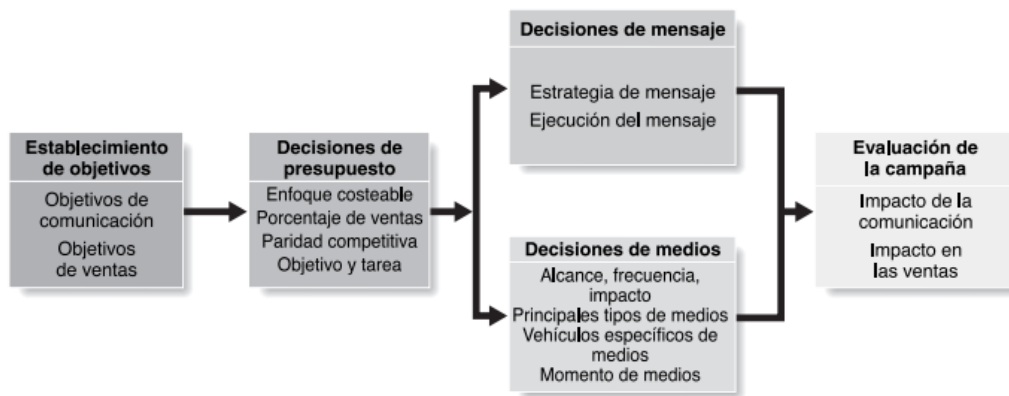 Establecimiento
de objetivos
Objetivos de
comunicación
Objetivos
de ventas
Decisiones de
presupuesto
Enfoque costeable
Porcentaje de ventas
Paridad competitiva
Objetivo y tarea
Decisiones de mensaje
Estrategia de mensaje
Ejecución del mensaje
Decisiones de medios
Alcance, frecuencia,
impacto
Principales tipos de medios
Vehículos específicos de
medios
Momento de medios
Evaluación de
la campaña
Impacto de la
comunicación
Impacto en
las ventas